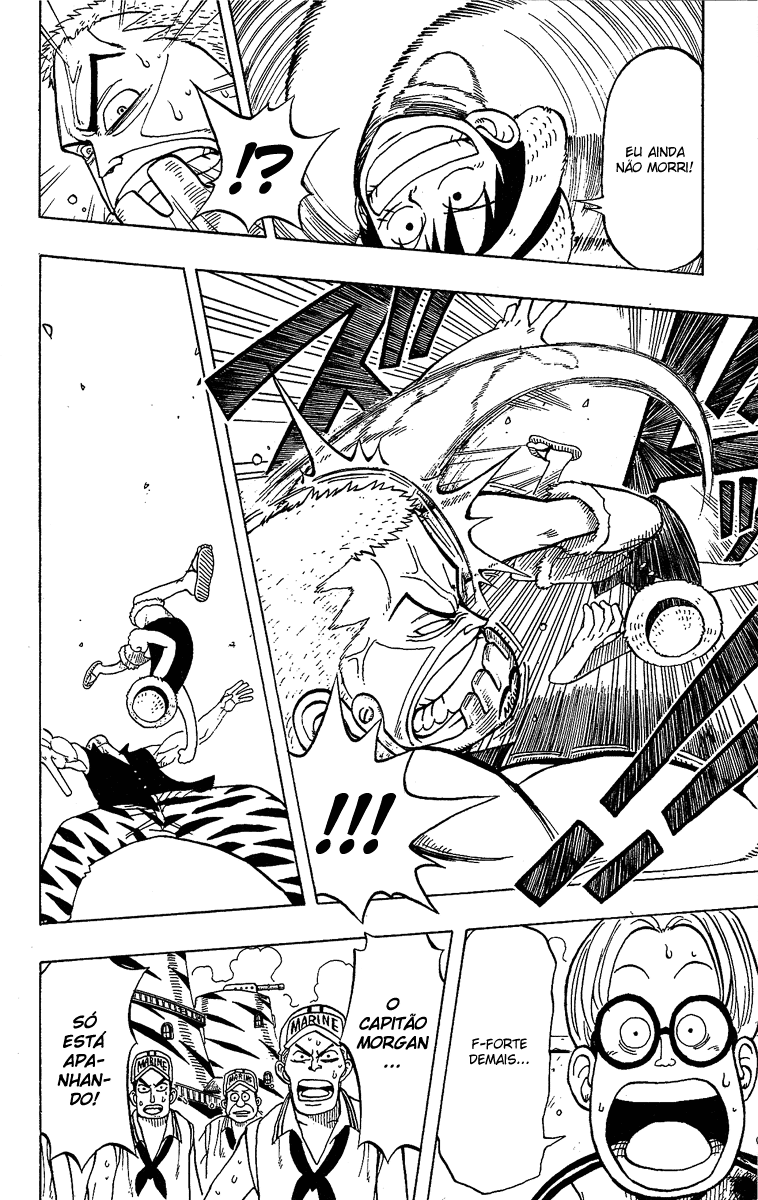 EU AINDA
NÃO MORRI!
!?
!!!
F-FORTE
DEMAIS...
O
CAPITÃO
MORGAN
...
MARINE
MARINE
MARINE
SÓ
ESTÁ
APA-
NHAN-
DO!